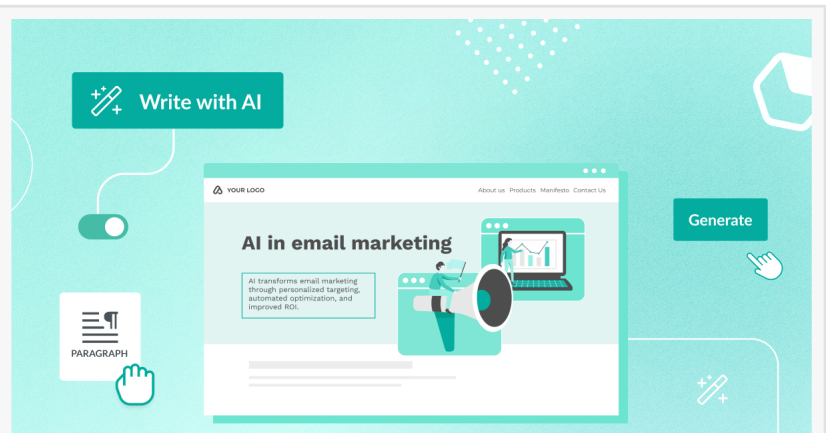 Write with AI
YOUR LOGO
About us Products Manifesto Contact Us
AI in email marketing
Generate
AI transforms email marketing
through personalized targeting,
automated optimization, and
improved ROI.
PARAGRAPH